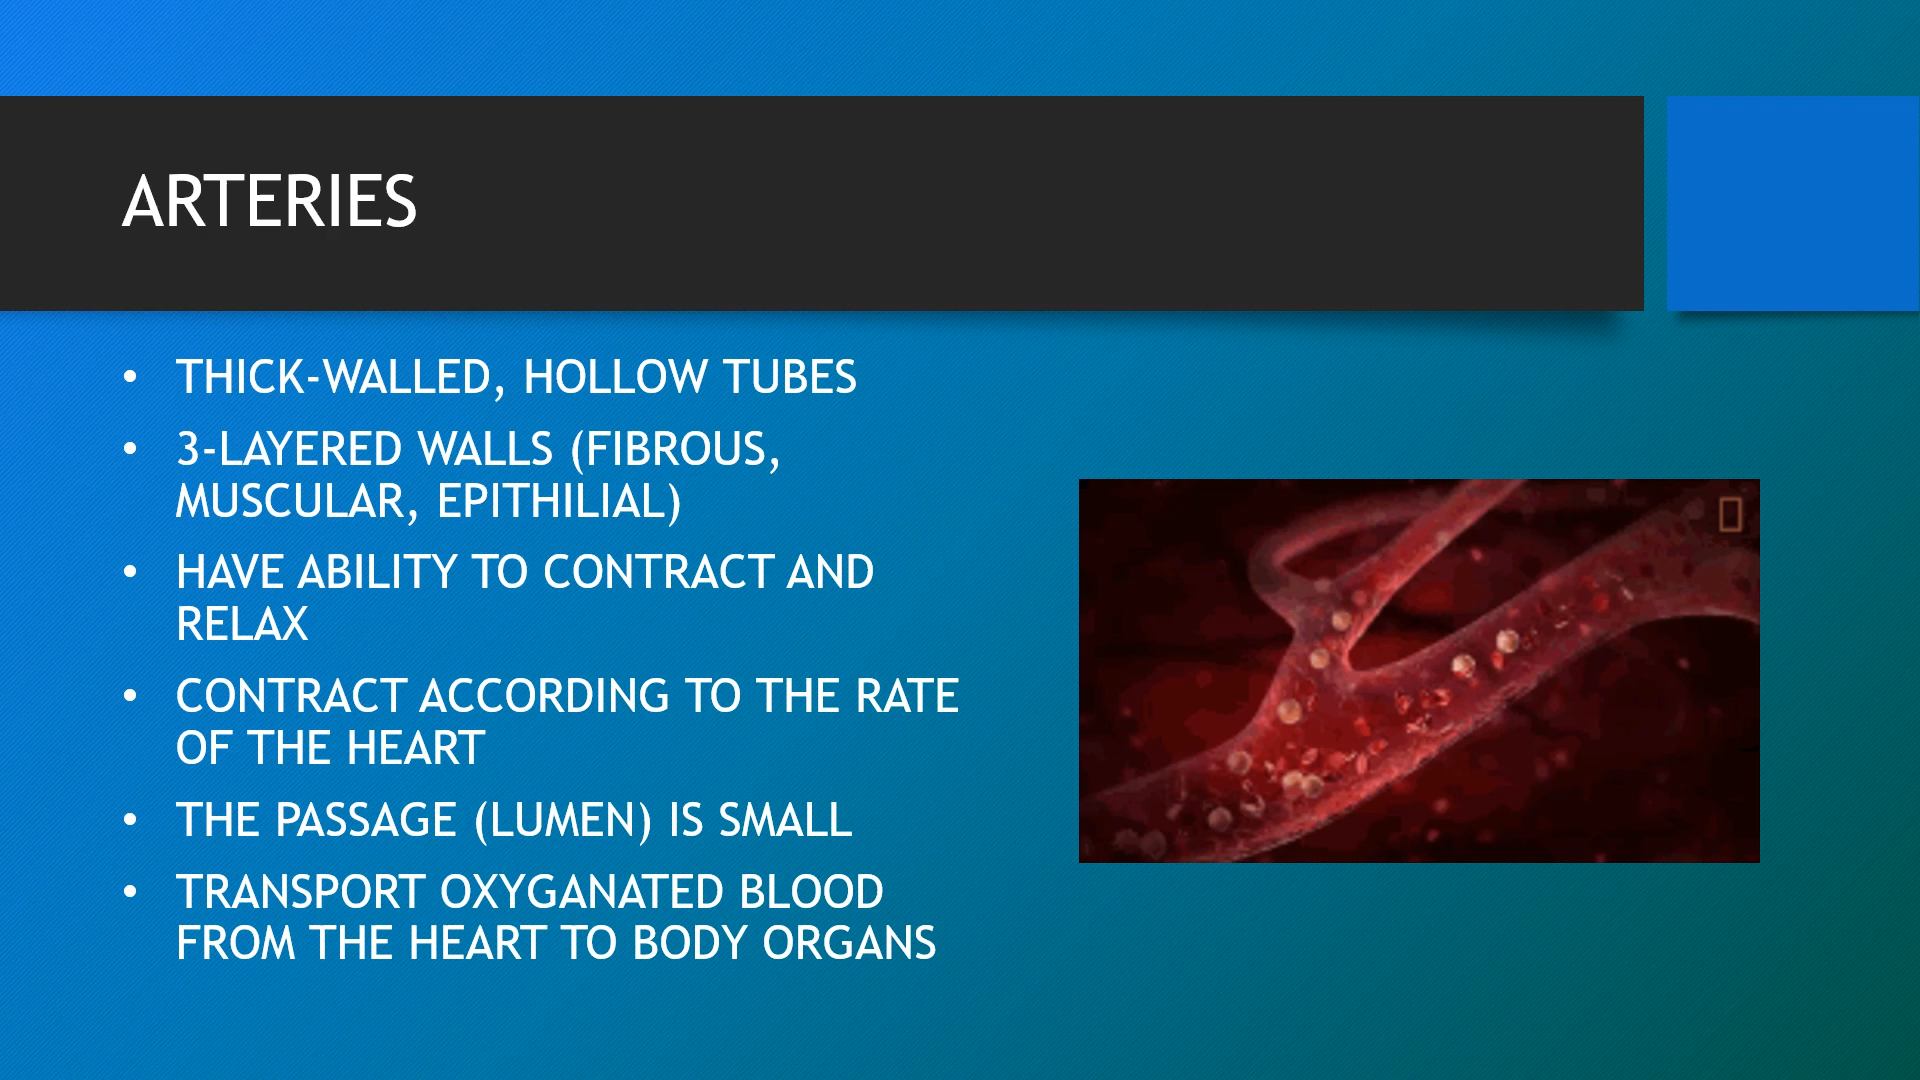 ARTERIES
• THICK-WALLED, HOLLOW TUBES
• 3-LAYERED WALLS (FIBROUS,
MUSCULAR, EPITHILIAL)
• HAVE ABILITY TO CONTRACT AND
RELAX
• CONTRACT ACCORDING TO THE RATE
OF THE HEART
• THE PASSAGE (LUMEN) IS SMALL
• TRANSPORT OXYGANATED BLOOD
FROM THE HEART TO BODY ORGANS